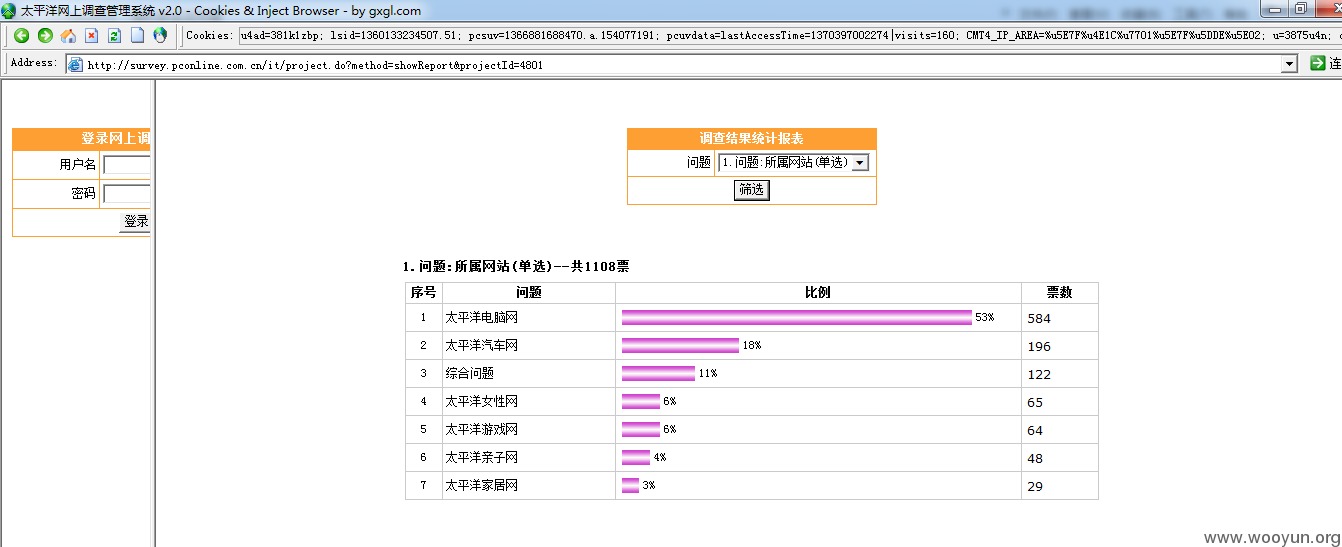 太平洋网上调查管理系统 v2.0 - Cookies & Inject Browser - by gxgl.com
Cookies: u4ad=381k1zbp; lsid=1360133234507.51; pcsuv=1366881688470.a.154077191; pcuvdata=lastAccessTime=1370397002274|visits=160; CMT4_IP_AREA=%u5E7F%u4E1C%u7701%u5E7F%u5DDE%u5E02; u=3875u4n;
Address: http://survey.pconline.com.cn/it/project.do?method=showReport&projectId=4801 连
登录网上调
用户名
密码
登录
调查结果统计报表
问题 1.问题:所属网站(单选)
筛选
1.问题:所属网站(单选)--共1108票
序号 问题 比例 票数
1 太平洋电脑网 53% 584
2 太平洋汽车网 18% 196
3 综合问题 11% 122
4 太平洋女性网 6% 65
5 太平洋游戏网 6% 64
6 太平洋亲子网 4% 48
7 太平洋家居网 3% 29
www.wooyun.org